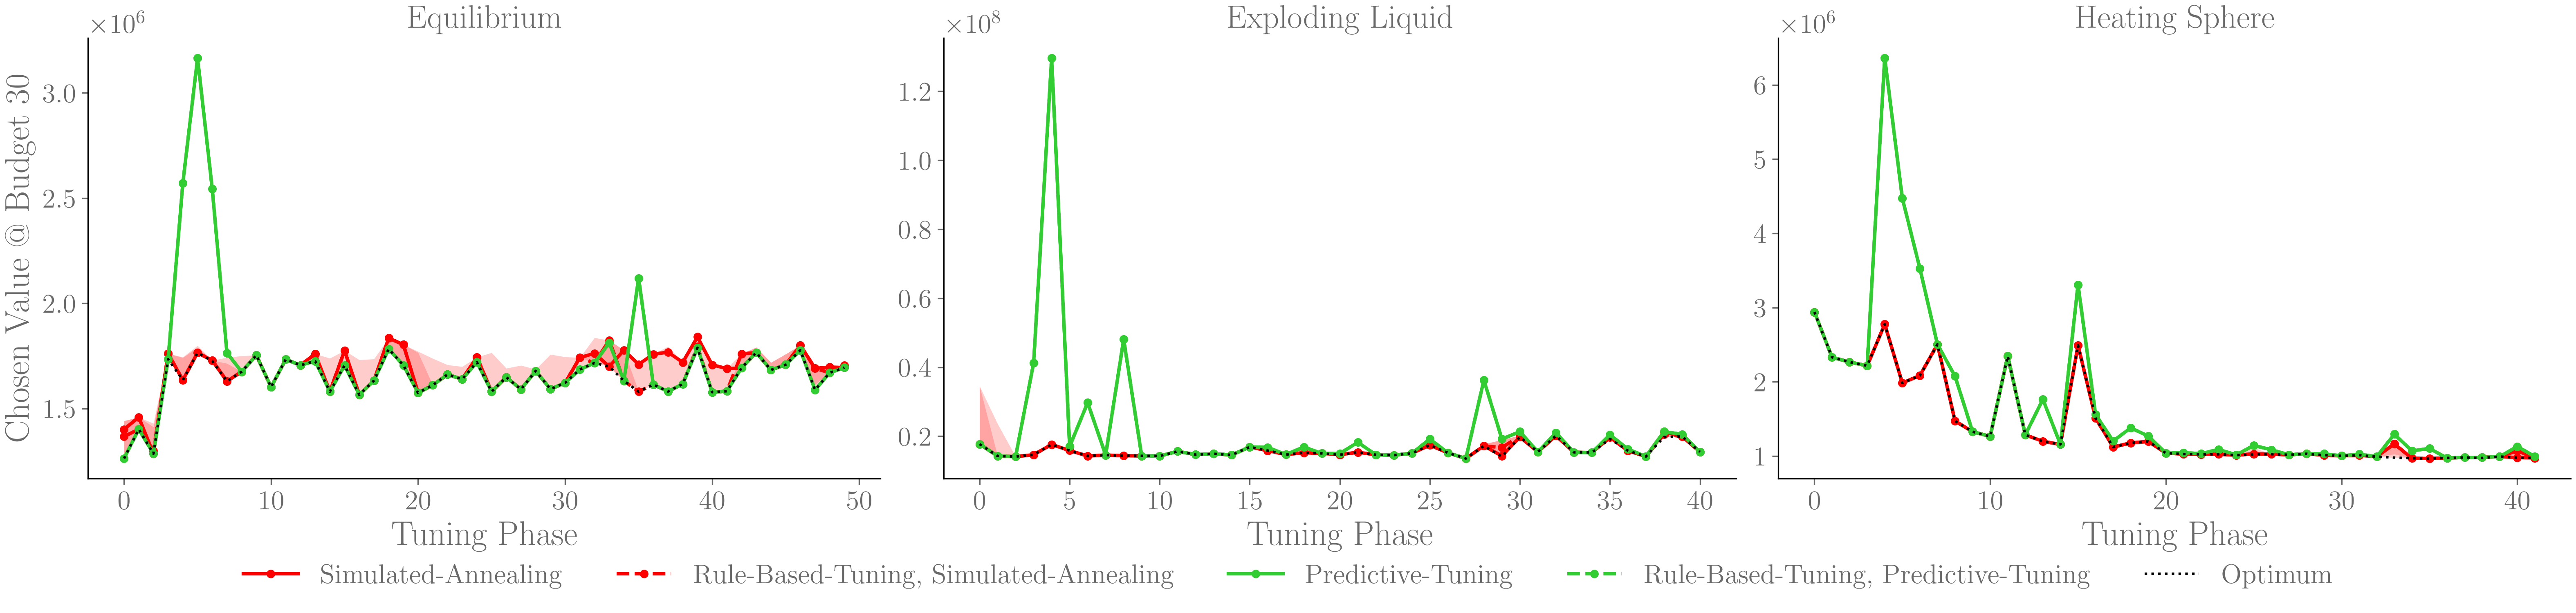 Equilibrium
×10⁶
Chosen Value @ Budget 30
3.0
2.5
2.0
1.5
0 10 20 30 40 50
Tuning Phase
Exploding Liquid
×10⁸
1.2
1.0
0.8
0.6
0.4
0.2
0 5 10 15 20 25 30 35 40
Tuning Phase
Heating Sphere
×10⁶
6
5
4
3
2
1
0 10 20 30 40
Tuning Phase
Simulated-Annealing Rule-Based-Tuning, Simulated-Annealing Predictive-Tuning Rule-Based-Tuning, Predictive-Tuning Optimum